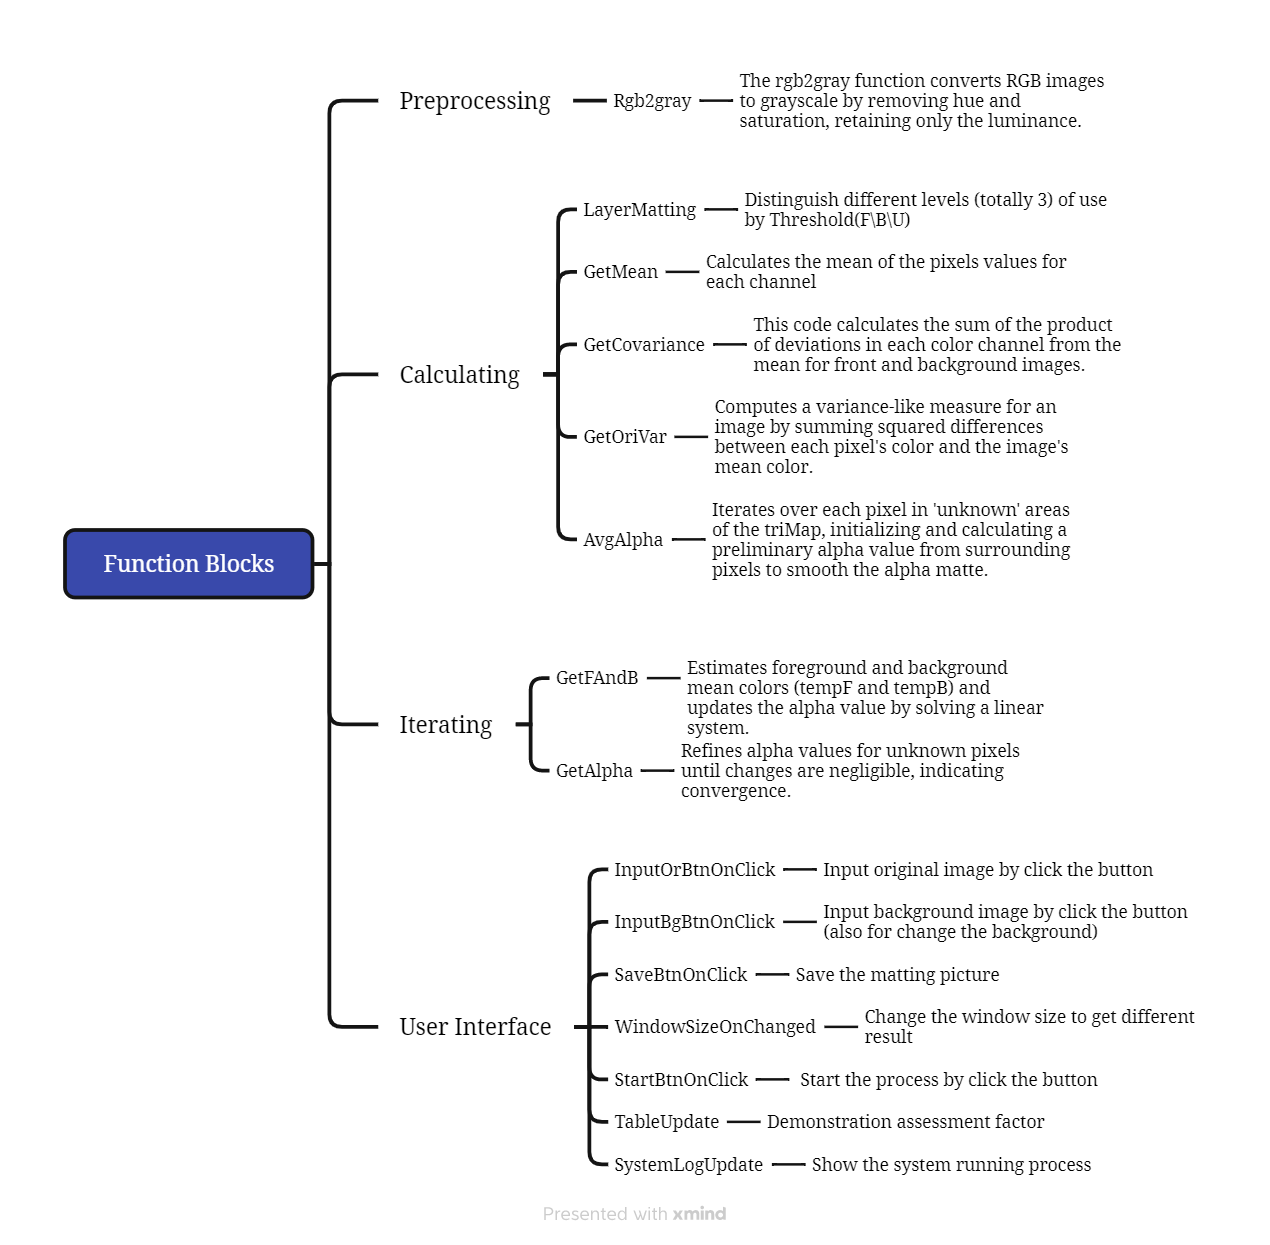 Function Blocks
Preprocessing
Rgb2gray
The rgb2gray function converts RGB images
to grayscale by removing hue and
saturation, retaining only the luminance.
Calculating
LayerMatting
Distinguish different levels (totally 3) of use
by Threshold(F\B\U)
GetMean
Calculates the mean of the pixels values for
each channel
GetCovariance
This code calculates the sum of the product
of deviations in each color channel from the
mean for front and background images.
GetOriVar
Computes a variance-like measure for an
image by summing squared differences
between each pixel's color and the image's
mean color.
AvgAlpha
Iterates over each pixel in 'unknown' areas
of the triMap, initializing and calculating a
preliminary alpha value from surrounding
pixels to smooth the alpha matte.
Iterating
GetFAndB
Estimates foreground and background
mean colors (tempF and tempB) and
updates the alpha value by solving a linear
system.
GetAlpha
Refines alpha values for unknown pixels
until changes are negligible, indicating
convergence.
User Interface
InputOrBtnOnClick
Input original image by click the button
InputBgBtnOnClick
Input background image by click the button
(also for change the background)
SaveBtnOnClick
Save the matting picture
WindowSizeOnChanged
Change the window size to get different
result
StartBtnOnClick
Start the process by click the button
TableUpdate
Demonstration assessment factor
SystemLogUpdate
Show the system running process
Presented with xmind